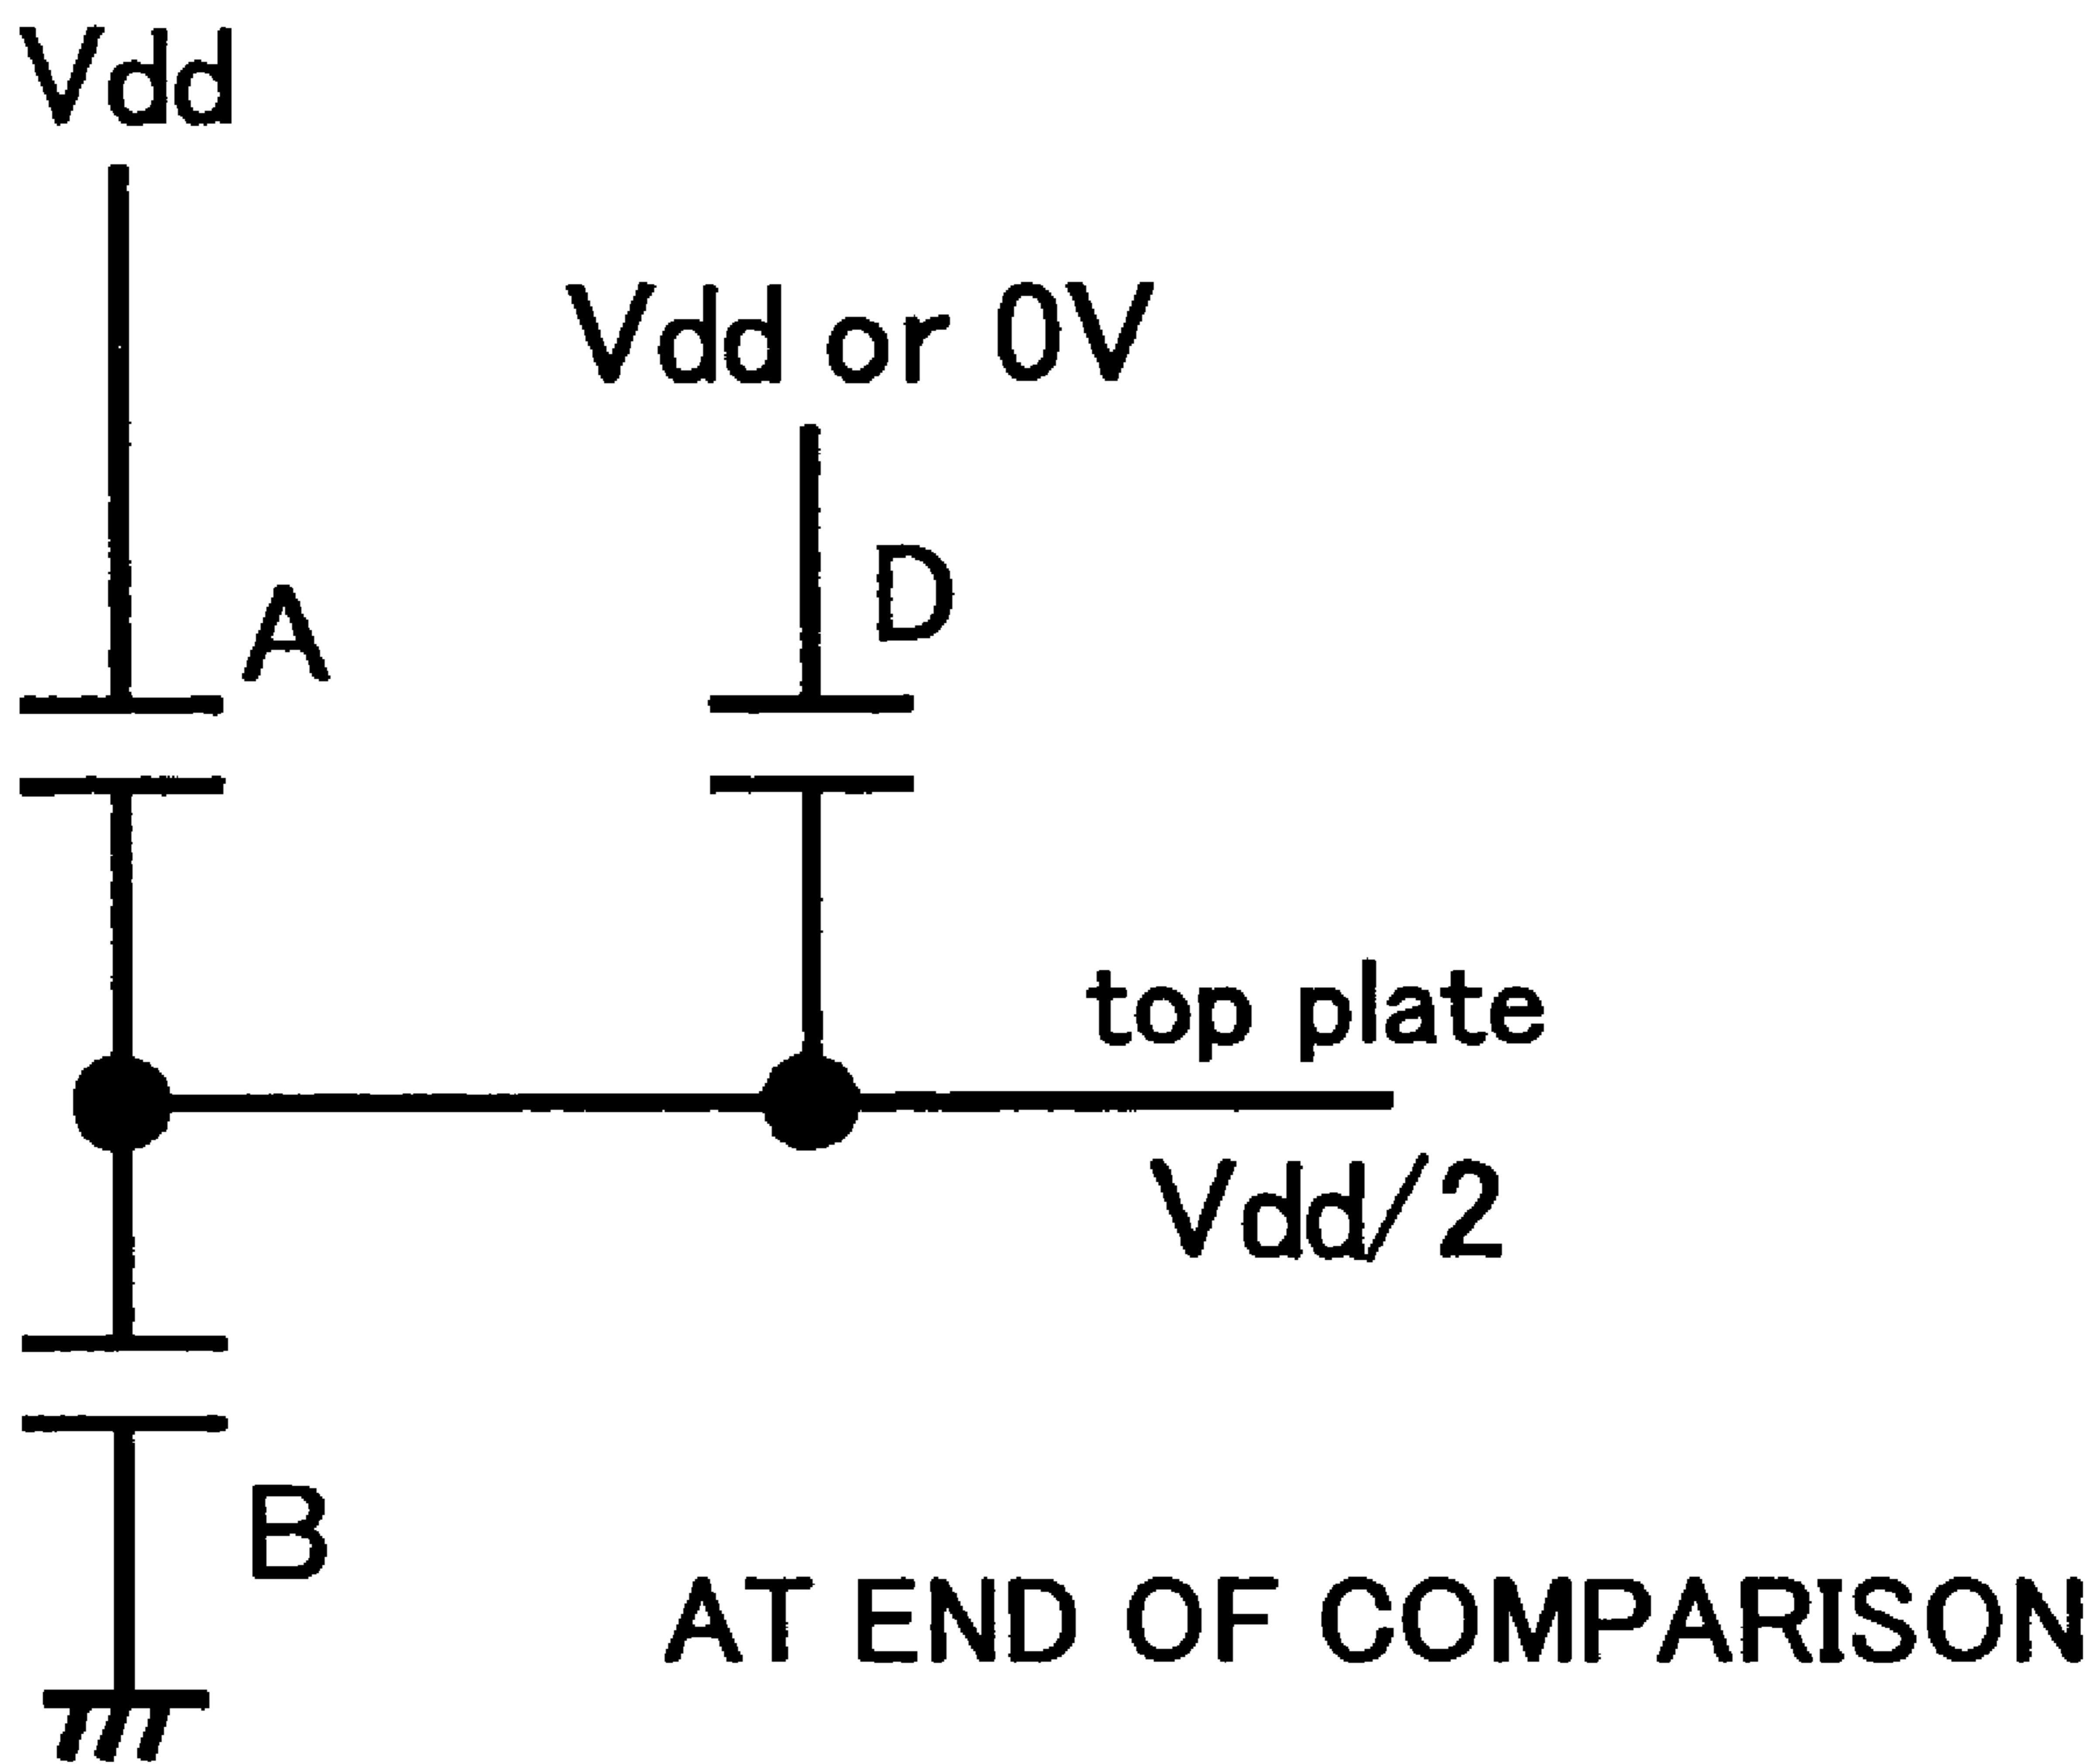 Vdd
Vdd or 0V
D
A
top plate
Vdd/2
B
AT END OF COMPARISON